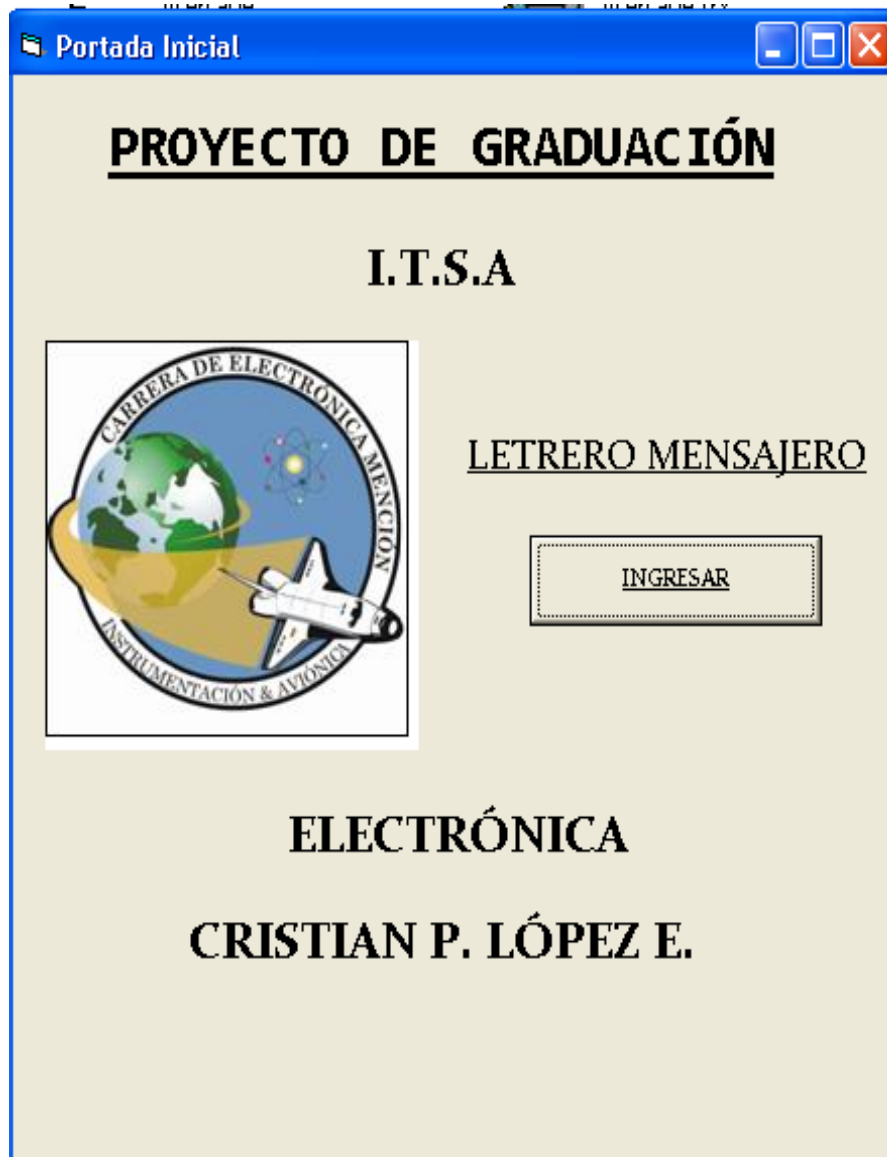 Portada Inicial
PROYECTO DE GRADUACIÓN
I.T.S.A
CARRERA DE ELECTRÓNICA MENCIÓN
INSTRUMENTACIÓN & AVIÓNICA
LETRERO MENSAJERO
INGRESAR
ELECTRÓNICA
CRISTIAN P. LÓPEZ E.